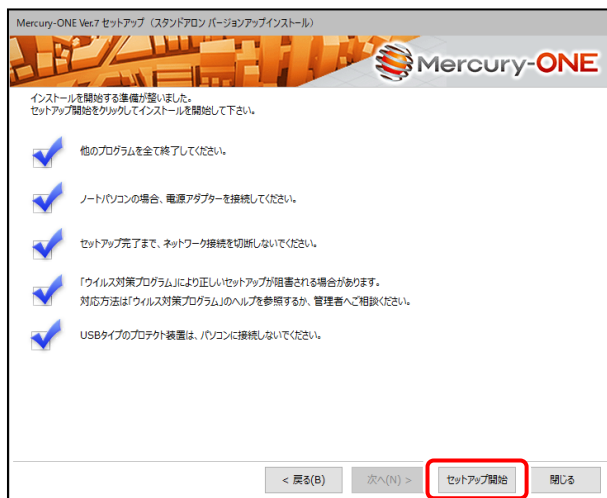 Mercury-ONE Ver.7 セットアップ（スタンドアロン バージョンアップインストール）
Mercury-ONE
インストールを開始する準備が整いました。
セットアップ開始をクリックしてインストールを開始して下さい。
他のプログラムを全て終了してください。
ノートパソコンの場合、電源アダプターを接続してください。
セットアップ完了まで、ネットワーク接続を切断しないでください。
「ウイルス対策プログラム」により正しいセットアップが阻害される場合があります。
対応方法は「ウィルス対策プログラム」のヘルプを参照するか、管理者へご相談ください。
USBタイプのプロテクト装置は、パソコンに接続しないでください。
< 戻る(B)
次へ(N) >
セットアップ開始
閉じる